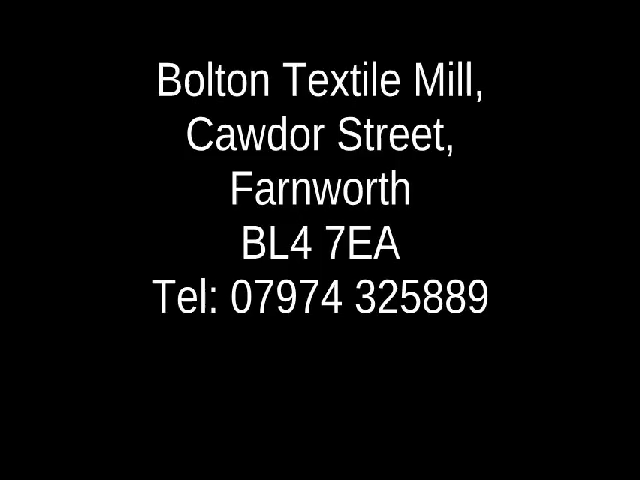 Bolton Textile Mill,
Cawdor Street,
Farnworth
BL4 7EA
Tel: 07974 325889